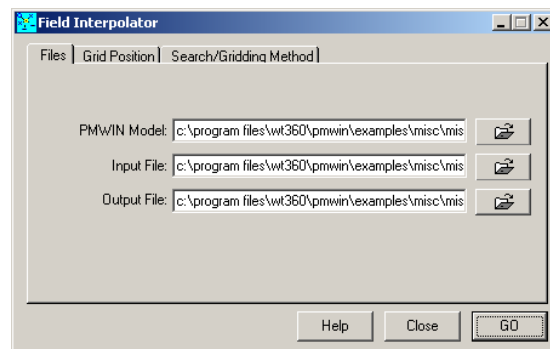 Field Interpolator
Files Grid Position Search/Gridding Method
PMWIN Model: c:\program files\wt360\pmwin\examples\misc\mis
Input File: c:\program files\wt360\pmwin\examples\misc\mis
Output File: c:\program files\wt360\pmwin\examples\misc\mis
Help Close GO